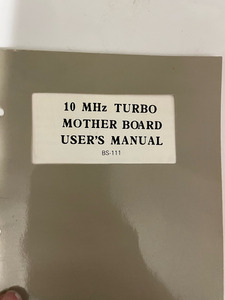 10 MHz TURBO
MOTHER BOARD
USER'S MANUAL
BS-111